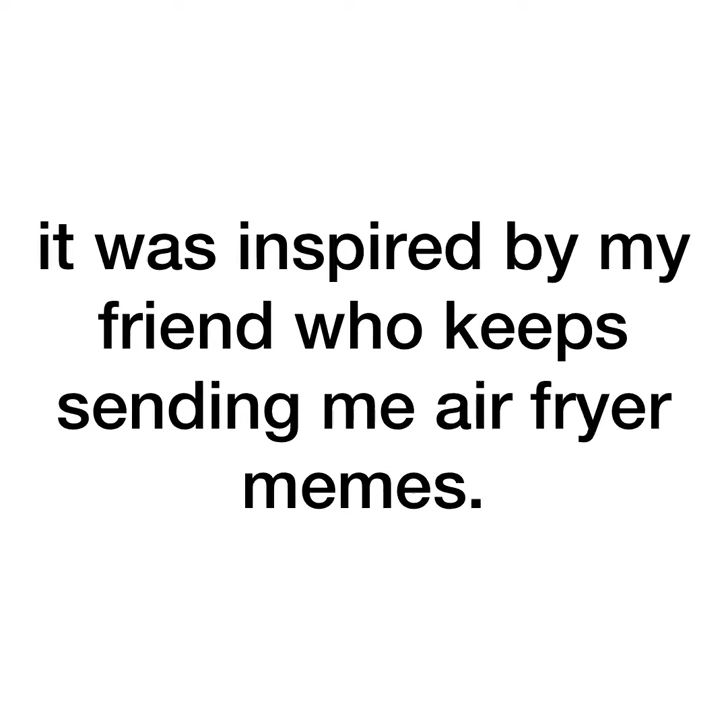 it was inspired by my
friend who keeps
sending me air fryer
memes.